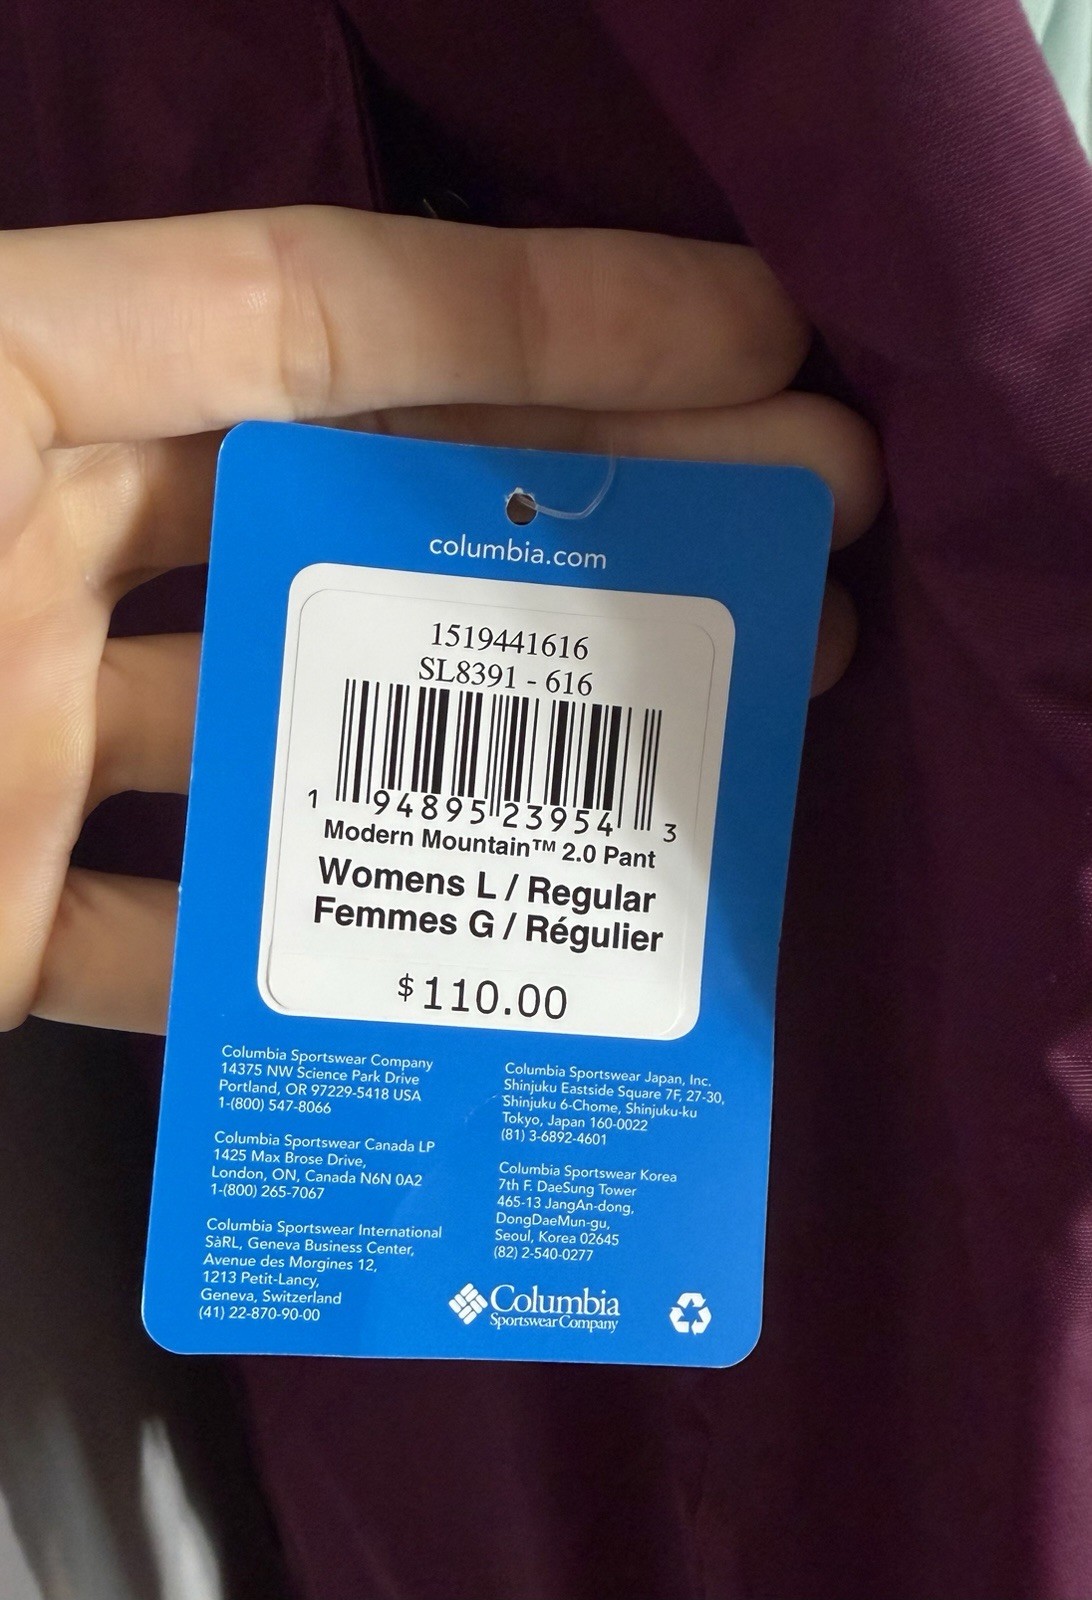 columbia.com
1519441616
SL8391 - 616
1 94895 23954 3
Modern Mountain™ 2.0 Pant
Womens L / Regular
Femmes G / Régulier
$110.00
Columbia Sportswear Company
14375 NW Science Park Drive
Portland, OR 97229-5418 USA
1-(800) 547-8066
Columbia Sportswear Canada LP
1425 Max Brose Drive,
London, ON, Canada N6N 0A2
1-(800) 265-7067
Columbia Sportswear International
SàRL, Geneva Business Center,
Avenue des Morgines 12,
1213 Petit-Lancy,
Geneva, Switzerland
(41) 22-870-90-00
Columbia Sportswear Japan, Inc.
Shinjuku Eastside Square 7F, 27-30,
Shinjuku 6-Chome, Shinjuku-ku
Tokyo, Japan 160-0022
(81) 3-6892-4601
Columbia Sportswear Korea
7th F. DaeSung Tower
465-13 JangAn-dong,
DongDaeMun-gu,
Seoul, Korea 02645
(82) 2-540-0277
Columbia
Sportswear Company